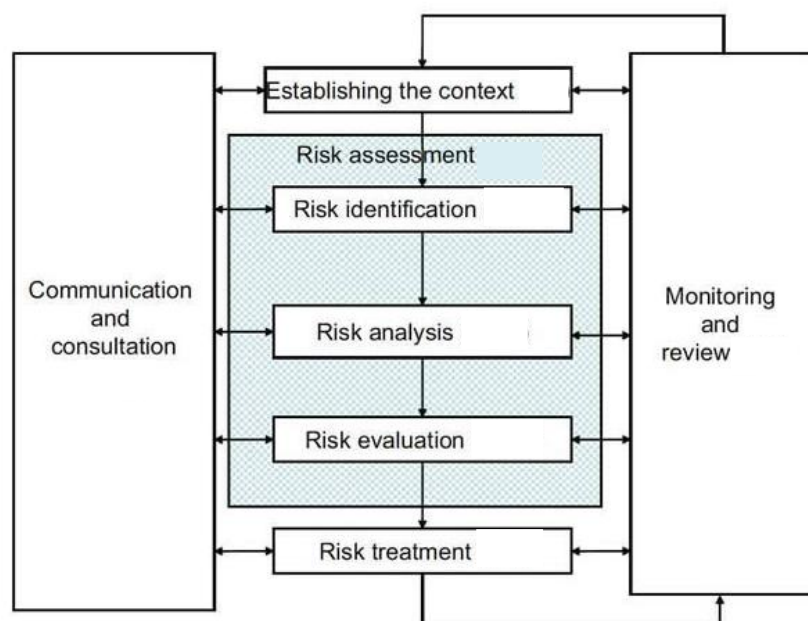 Establishing the context
Risk assessment
Risk identification
Communication
and
consultation
Risk analysis
Monitoring
and
review
Risk evaluation
Risk treatment